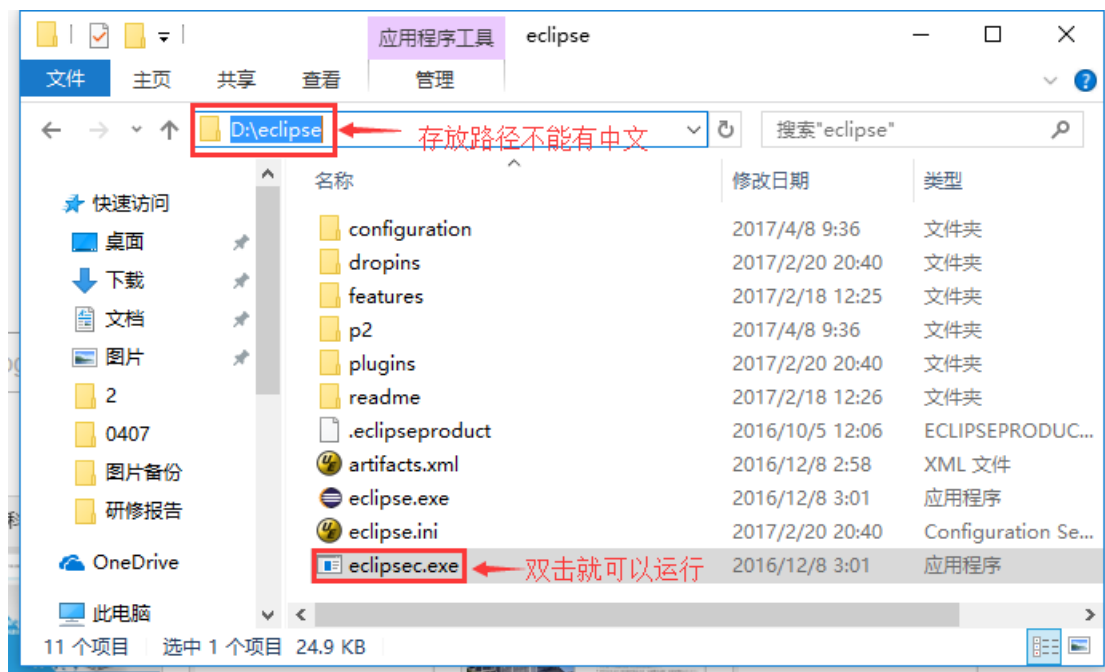 应用程序工具 eclipse
文件 主页 共享 查看 管理
D:\eclipse 存放路径不能有中文 搜索"eclipse"
名称 修改日期 类型
快速访问
桌面
下载
文档
图片
2
0407
图片备份
研修报告
OneDrive
此电脑
configuration 2017/4/8 9:36 文件夹
dropins 2017/2/20 20:40 文件夹
features 2017/2/18 12:25 文件夹
p2 2017/4/8 9:36 文件夹
plugins 2017/2/20 20:40 文件夹
readme 2017/2/18 12:26 文件夹
.eclipseproduct 2016/10/5 12:06 ECLIPSEPRODUC...
artifacts.xml 2016/12/8 2:58 XML 文件
eclipse.exe 2016/12/8 3:01 应用程序
eclipse.ini 2017/2/20 20:40 Configuration Se...
eclipsec.exe 双击就可以运行 2016/12/8 3:01 应用程序
11 个项目 选中 1 个项目 24.9 KB